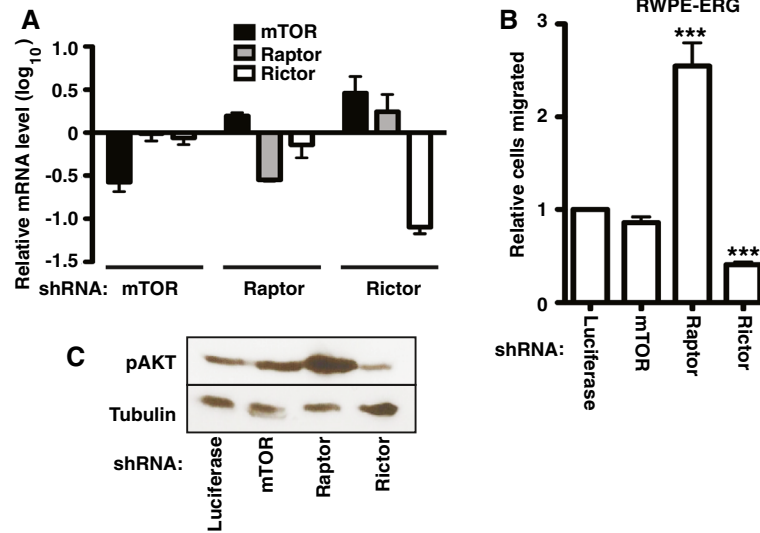 A
mTOR
Raptor
Rictor
Relative mRNA level (log10)
1.0
0.5
0
-0.5
-1.0
-1.5
shRNA: mTOR Raptor Rictor
B
RWPE-ERG
Relative cells migrated
3
2
1
0
***
***
shRNA:
Luciferase
mTOR
Raptor
Rictor
C
pAKT
Tubulin
shRNA:
Luciferase
mTOR
Raptor
Rictor